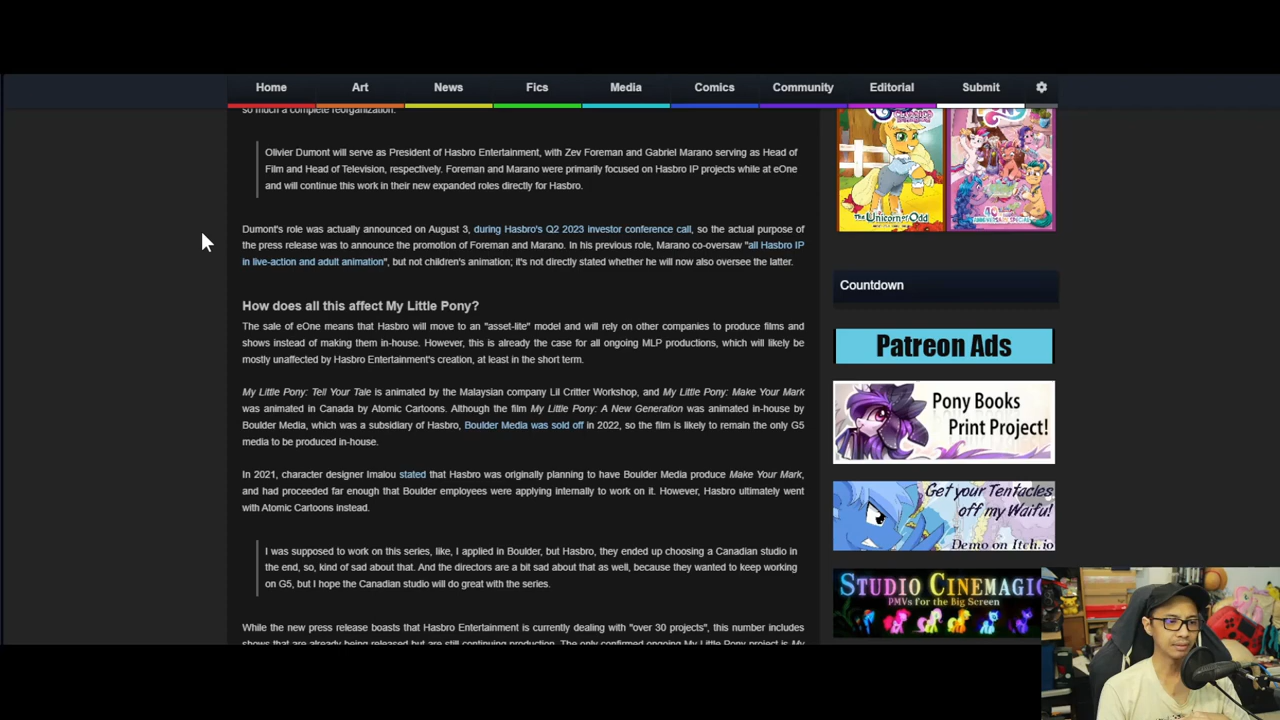 Home Art News Fics Media Comics Community Editorial Submit
so much a complete reorganization.
Olivier Dumont will serve as President of Hasbro Entertainment, with Zev Foreman and Gabriel Marano serving as Head of
Film and Head of Television, respectively. Foreman and Marano were primarily focused on Hasbro IP projects while at eOne
and will continue this work in their new expanded roles directly for Hasbro.
Dumont's role was actually announced on August 3, during Hasbro's Q2 2023 investor conference call, so the actual purpose of
the press release was to announce the promotion of Foreman and Marano. In his previous role, Marano co-oversaw "all Hasbro IP
in live-action and adult animation", but not children's animation; it's not directly stated whether he will now also oversee the latter.
How does all this affect My Little Pony?
The sale of eOne means that Hasbro will move to an "asset-lite" model and will rely on other companies to produce films and
shows instead of making them in-house. However, this is already the case for all ongoing MLP productions, which will likely be
mostly unaffected by Hasbro Entertainment's creation, at least in the short term.
My Little Pony: Tell Your Tale is animated by the Malaysian company Lil Critter Workshop, and My Little Pony: Make Your Mark
was animated in Canada by Atomic Cartoons. Although the film My Little Pony: A New Generation was animated in-house by
Boulder Media, which was a subsidiary of Hasbro, Boulder Media was sold off in 2022, so the film is likely to remain the only G5
media to be produced in-house.
In 2021, character designer Imalou stated that Hasbro was originally planning to have Boulder Media produce Make Your Mark,
and had proceeded far enough that Boulder employees were applying internally to work on it. However, Hasbro ultimately went
with Atomic Cartoons instead.
I was supposed to work on this series, like, I applied in Boulder, but Hasbro, they ended up choosing a Canadian studio in
the end, so, kind of sad about that. And the directors are a bit sad about that as well, because they wanted to keep working
on G5, but I hope the Canadian studio will do great with the series.
While the new press release boasts that Hasbro Entertainment is currently dealing with "over 30 projects", this number includes
shows that are already being released but are still continuing production. The only confirmed ongoing My Little Pony project is My
The Unicorn of Odd
Countdown
Patreon Ads
Pony Books
Print Project!
Get your Tentacles
off my Waifu!
Demo on Itch.io
STUDIO CINEMAGIC
PMVs for the Big Screen